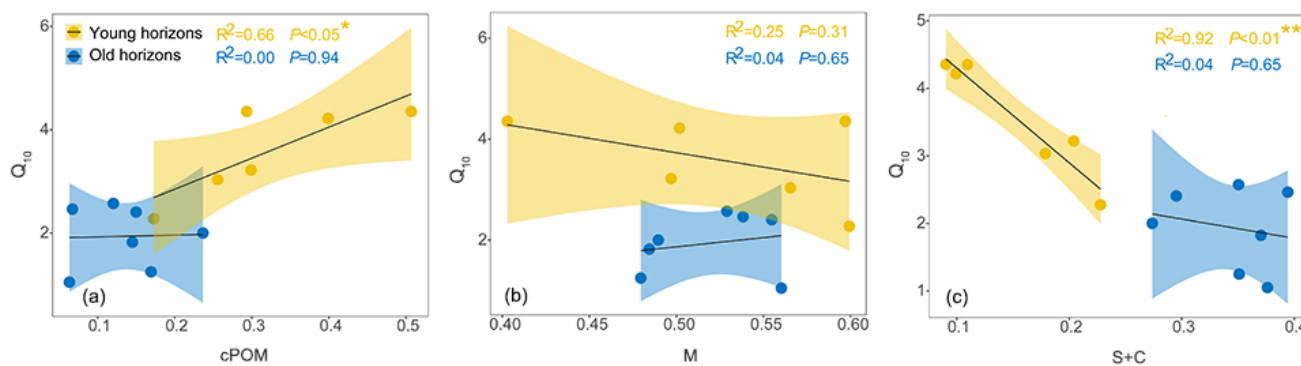 Young horizons R²=0.66 P<0.05*
Old horizons R²=0.00 P=0.94
(a)
Q₁₀
6
4
2
0.1 0.2 0.3 0.4 0.5
cPOM
R²=0.25 P=0.31
R²=0.04 P=0.65
(b)
Q₁₀
6
4
2
0.40 0.45 0.50 0.55 0.60
M
R²=0.92 P<0.01**
R²=0.04 P=0.65
(c)
Q₁₀
5
4
3
2
1
0.1 0.2 0.3 0.4
S+C